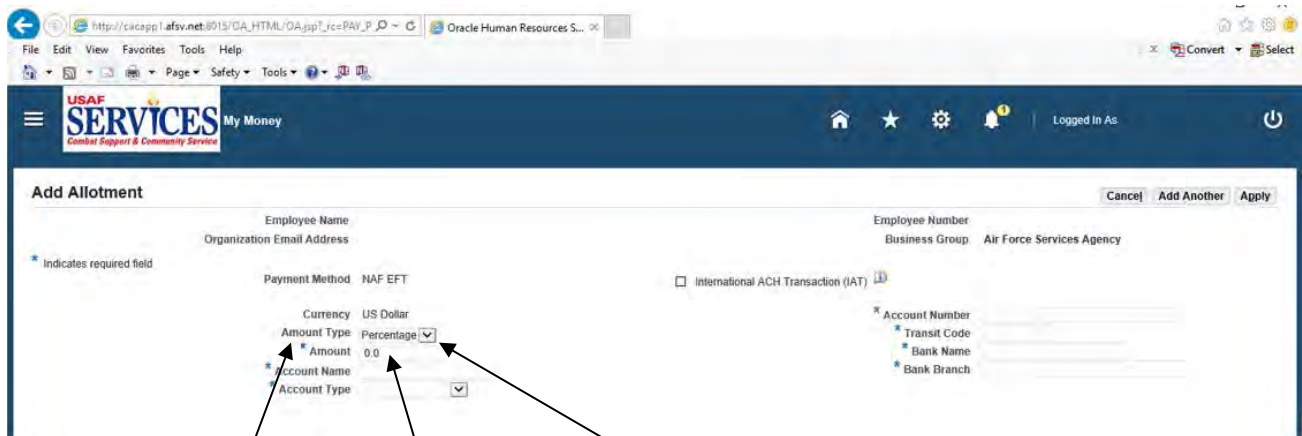 http://cacapp1.afsv.net:8015/OA_HTML/OA.jsp?_rc=PAY_P
Oracle Human Resources S...
File Edit View Favorites Tools Help
Convert Select
Page Safety Tools
USAF
SERVICES My Money
Combat Support & Community Service
1
Logged In As
Add Allotment
Cancel Add Another Apply
Employee Name
Employee Number
Organization Email Address
Business Group Air Force Services Agency
* Indicates required field
Payment Method NAF EFT
International ACH Transaction (IAT)
Currency US Dollar
* Account Number
Amount Type Percentage
* Transit Code
* Amount 0.0
* Bank Name
* Account Name
* Bank Branch
* Account Type